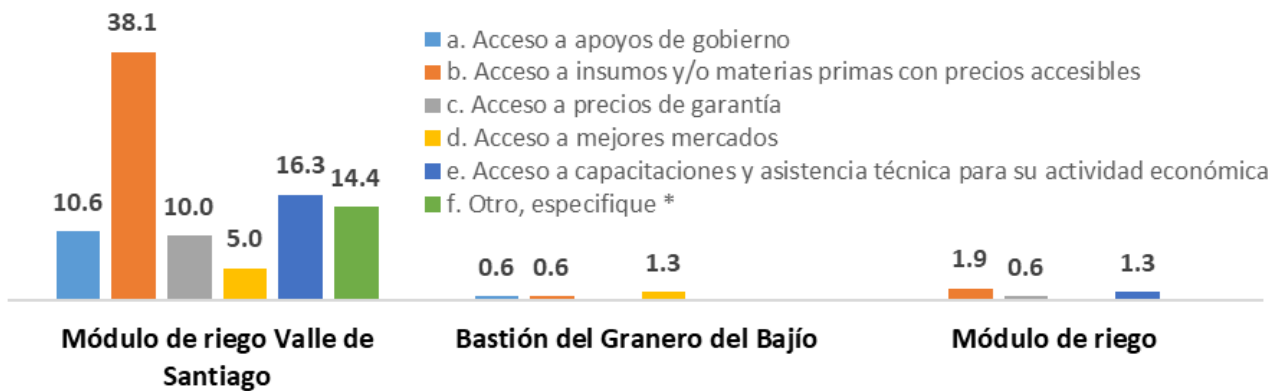 38.1
10.6
10.0
5.0
16.3
14.4
a. Acceso a apoyos de gobierno
b. Acceso a insumos y/o materias primas con precios accesibles
c. Acceso a precios de garantía
d. Acceso a mejores mercados
e. Acceso a capacitaciones y asistencia técnica para su actividad económica
f. Otro, especifique *
0.6
0.6
1.3
1.9
0.6
1.3
Módulo de riego Valle de
Santiago
Bastión del Granero del Bajío
Módulo de riego